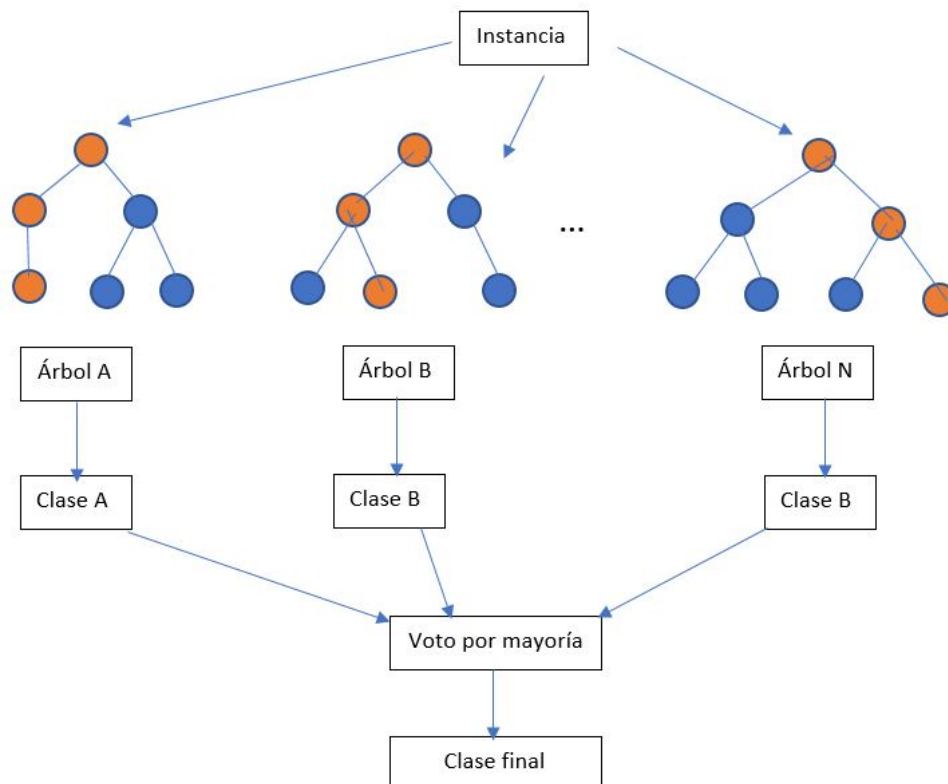 Instancia
...
Árbol A
Árbol B
Árbol N
Clase A
Clase B
Clase B
Voto por mayoría
Clase final